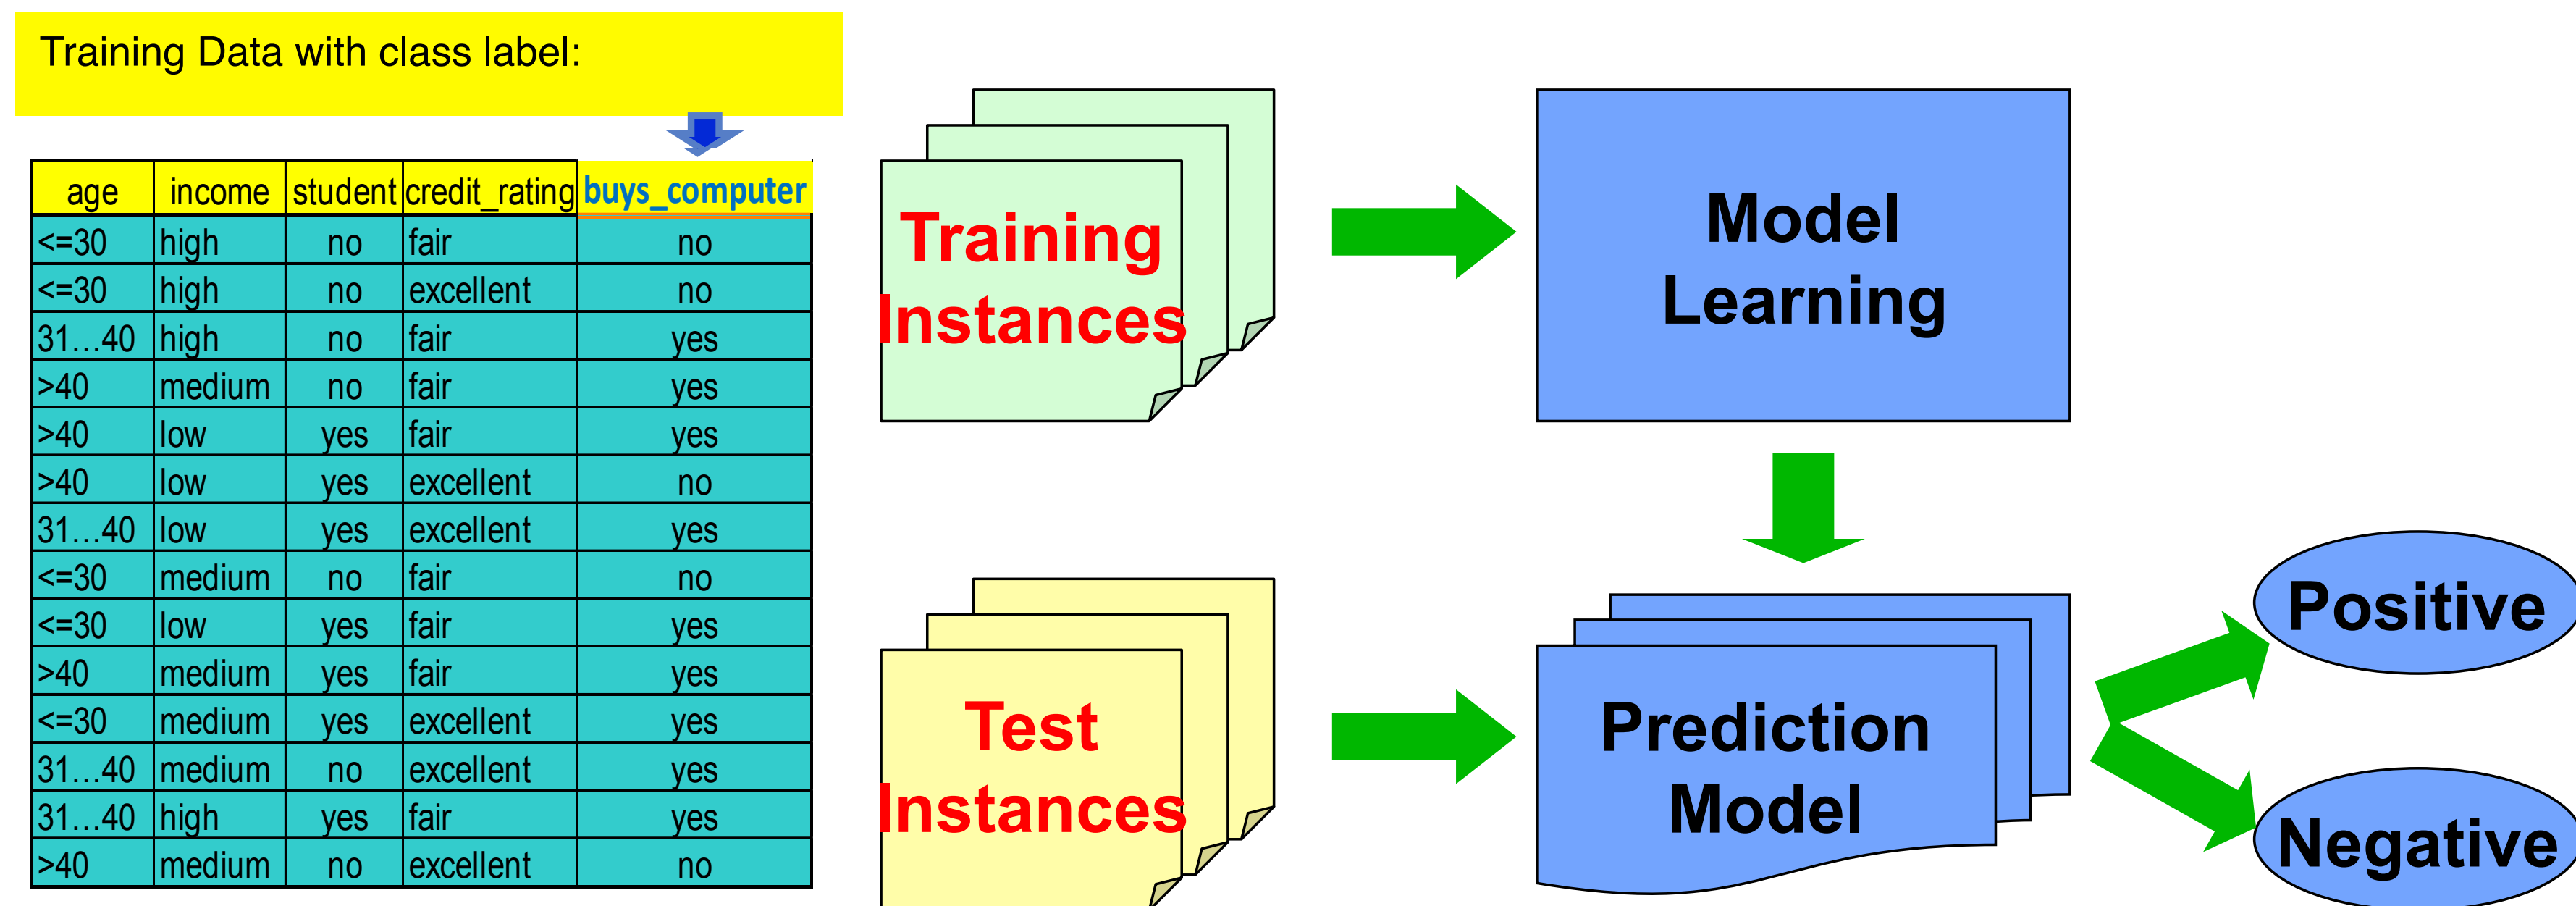 Training Data with class label:
age income student credit_rating buys_computer
<=30 high no fair no
<=30 high no excellent no
31…40 high no fair yes
>40 medium no fair yes
>40 low yes fair yes
>40 low yes excellent no
31…40 low yes excellent yes
<=30 medium no fair no
<=30 low yes fair yes
>40 medium yes fair yes
<=30 medium yes excellent yes
31…40 medium no excellent yes
31…40 high yes fair yes
>40 medium no excellent no
Training
Instances
Model
Learning
Test
Instances
Prediction
Model
Positive
Negative